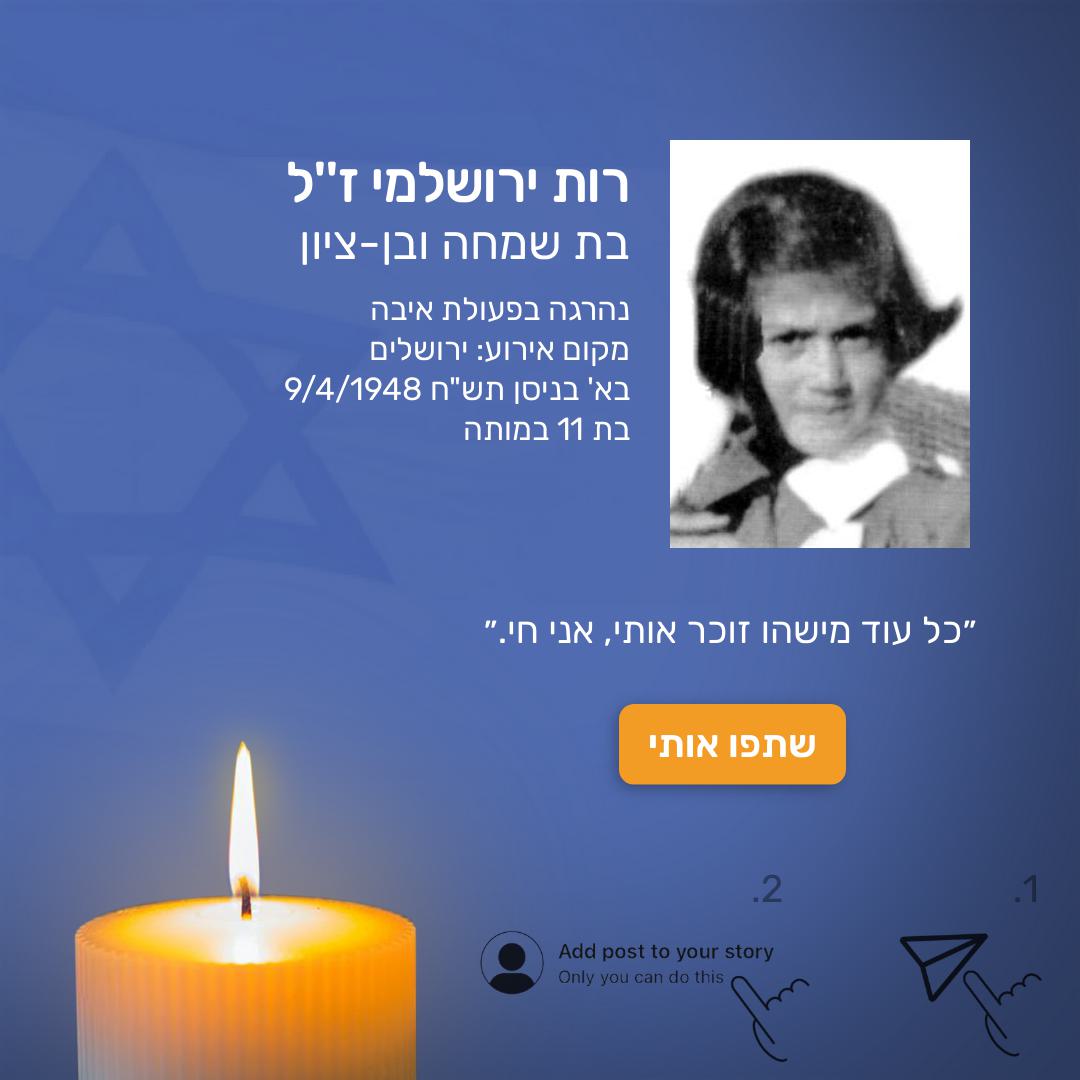 רות ירושלמי ז"ל
בת שמחה ובן-ציון
נהרגה בפעולת איבה
מקום אירוע: ירושלים
בא' בניסן תש"ח 9/4/1948
בת 11 במותה
״כל עוד מישהו זוכר אותי, אני חי.״
שתפו אותי
1.
2.
Add post to your story
Only you can do this